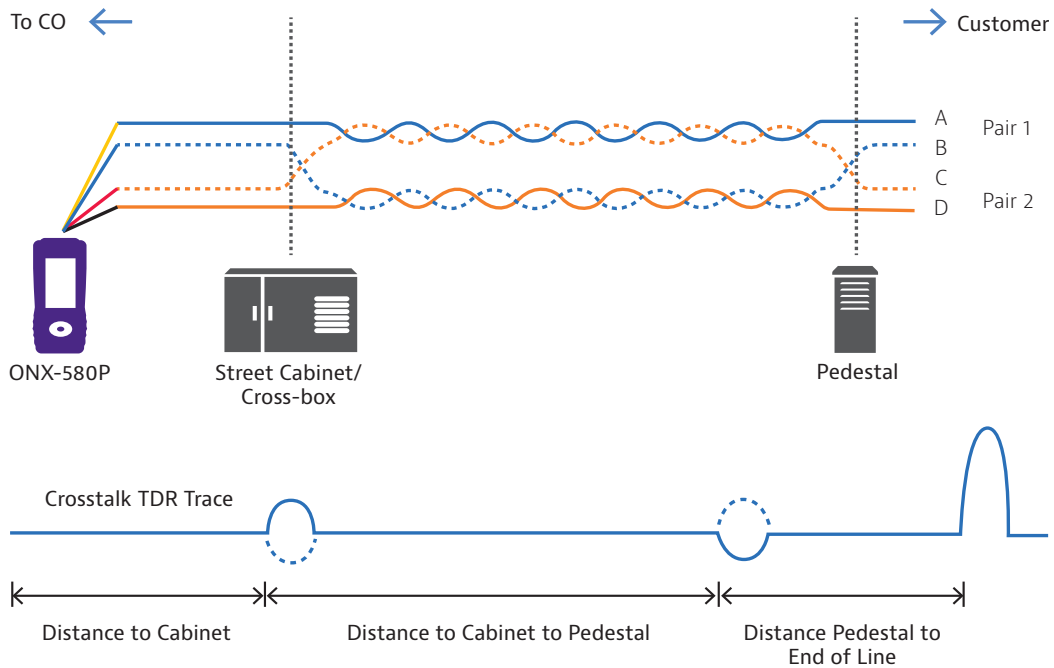 To CO
Customer
A
Pair 1
B
C
Pair 2
D
ONX-580P
Street Cabinet/
Cross-box
Pedestal
Crosstalk TDR Trace
Distance to Cabinet
Distance to Cabinet to Pedestal
Distance Pedestal to
End of Line